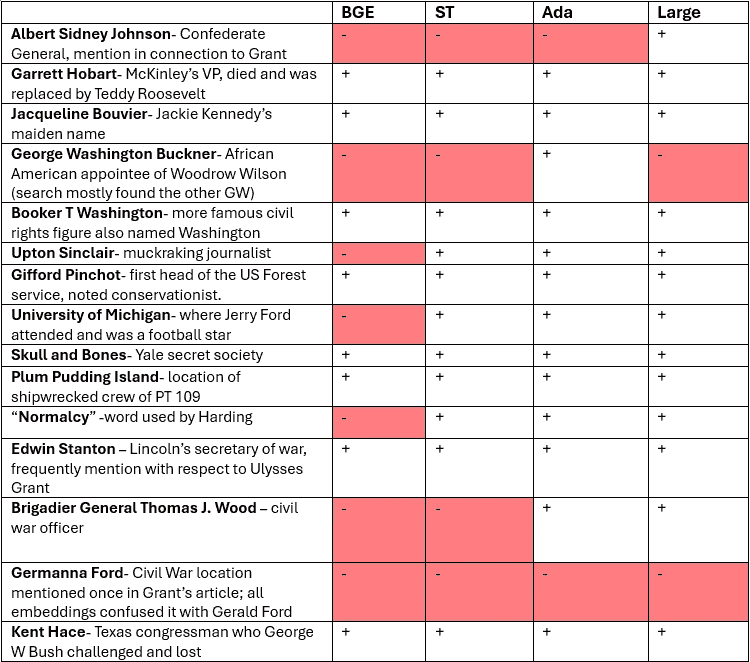 BGE ST Ada Large
Albert Sidney Johnson- Confederate - - - +
General, mention in connection to Grant
Garrett Hobart- McKinley's VP, died and was + + + +
replaced by Teddy Roosevelt
Jacqueline Bouvier- Jackie Kennedy's + + + +
maiden name
George Washington Buckner- African - - + -
American appointee of Woodrow Wilson
(search mostly found the other GW)
Booker T Washington- more famous civil + + + +
rights figure also named Washington
Upton Sinclair- muckraking journalist - + + +
Gifford Pinchot- first head of the US Forest + + + +
service, noted conservationist.
University of Michigan- where Jerry Ford - + + +
attended and was a football star
Skull and Bones- Yale secret society + + + +
Plum Pudding Island- location of + + + +
shipwrecked crew of PT 109
“Normalcy” -word used by Harding - + + +
Edwin Stanton – Lincoln's secretary of war, + + + +
frequently mention with respect to Ulysses
Grant
Brigadier General Thomas J. Wood – civil - - + +
war officer
Germanna Ford- Civil War location - - - -
mentioned once in Grant's article; all
embeddings confused it with Gerald Ford
Kent Hace- Texas congressman who George + + + +
W Bush challenged and lost